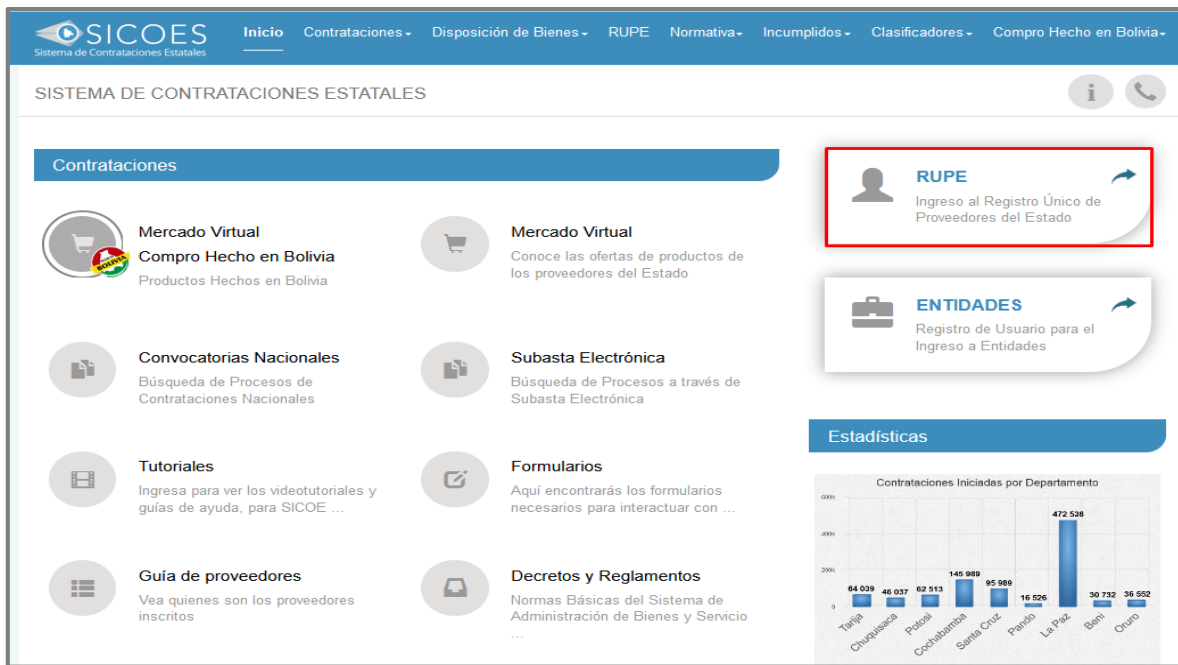 SICOES
Sistema de Contrataciones Estatales
Inicio Contrataciones Disposición de Bienes RUPE Normativa Incumplidos Clasificadores Compro Hecho en Bolivia
SISTEMA DE CONTRATACIONES ESTATALES
i
Contrataciones
Mercado Virtual
Compro Hecho en Bolivia
Productos Hechos en Bolivia
BOLIVIA
Mercado Virtual
Conoce las ofertas de productos de
los proveedores del Estado
Convocatorias Nacionales
Búsqueda de Procesos de
Contrataciones Nacionales
Subasta Electrónica
Búsqueda de Procesos a través de
Subasta Electrónica
Tutoriales
Ingresa para ver los videotutoriales y
guías de ayuda, para SICOE ...
Formularios
Aquí encontrarás los formularios
necesarios para interactuar con ...
Guía de proveedores
Vea quienes son los proveedores
inscritos
Decretos y Reglamentos
Normas Básicas del Sistema de
Administración de Bienes y Servicio
...
RUPE
Ingreso al Registro Único de
Proveedores del Estado
ENTIDADES
Registro de Usuario para el
Ingreso a Entidades
Estadísticas
Contrataciones Iniciadas por Departamento
600k
400k
200k
0
64 039 46 037 62 513 145 989 95 989 16 526 472 536 30 732 36 552
Tarija Chuquisaca Potosi Cochabamba Santa Cruz Pando La Paz Beni Oruro